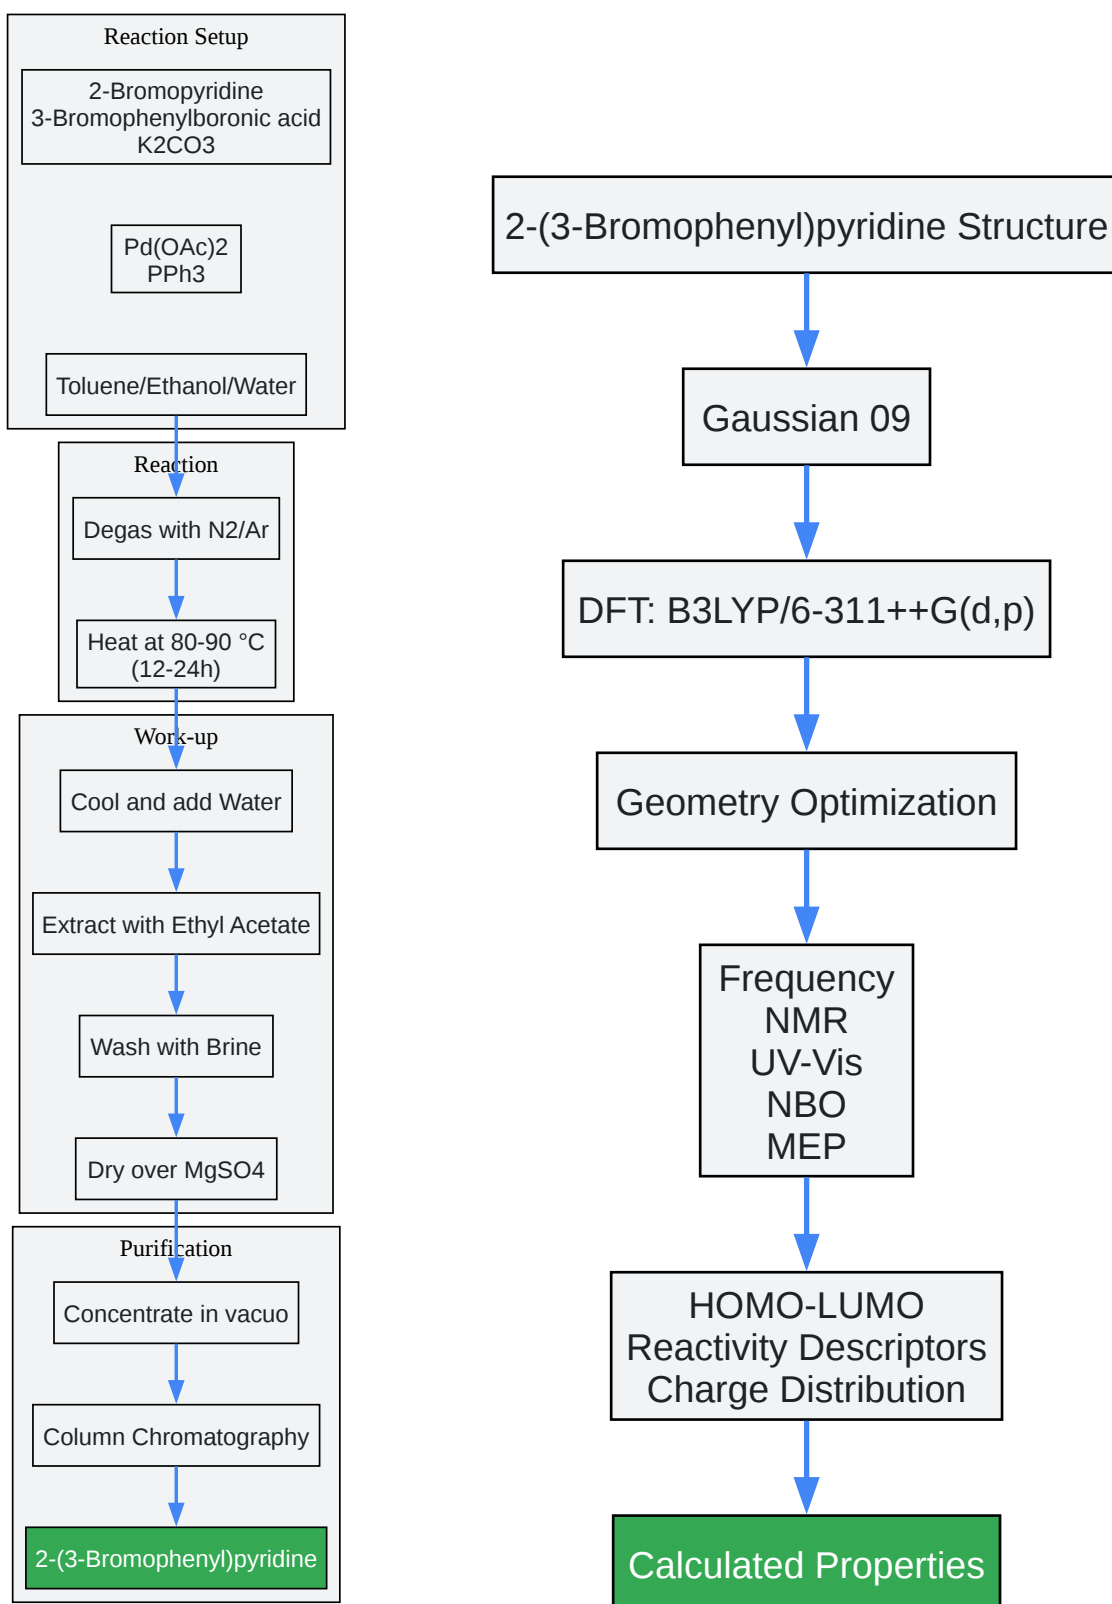 Reaction Setup
2-Bromopyridine
3-Bromophenylboronic acid
K2CO3
Pd(OAc)2
PPh3
Toluene/Ethanol/Water
Reaction
Degas with N2/Ar
Heat at 80-90 °C
(12-24h)
Work-up
Cool and add Water
Extract with Ethyl Acetate
Wash with Brine
Dry over MgSO4
Purification
Concentrate in vacuo
Column Chromatography
2-(3-Bromophenyl)pyridine
2-(3-Bromophenyl)pyridine Structure
Gaussian 09
DFT: B3LYP/6-311++G(d,p)
Geometry Optimization
Frequency
NMR
UV-Vis
NBO
MEP
HOMO-LUMO
Reactivity Descriptors
Charge Distribution
Calculated Properties